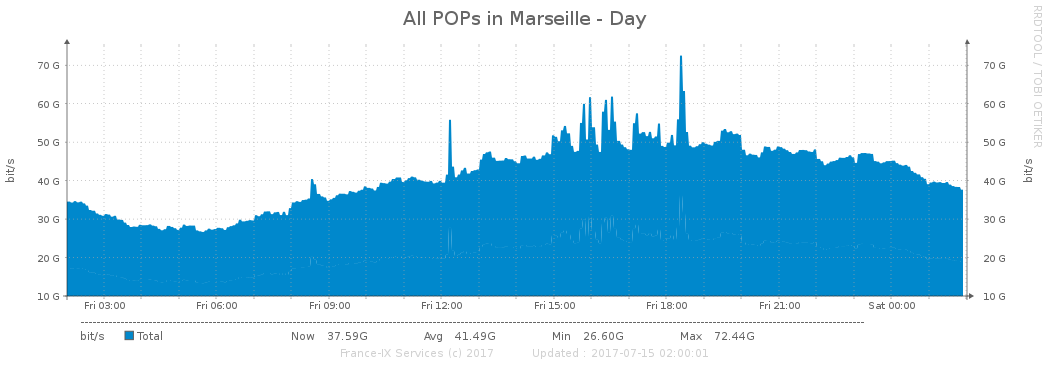 All POPs in Marseille - Day
RRDTOOL / TOBI OETIKER
bit/s
70 G 70 G
60 G 60 G
50 G 50 G
40 G 40 G
30 G 30 G
20 G 20 G
10 G 10 G
bit/s
Fri 03:00 Fri 06:00 Fri 09:00 Fri 12:00 Fri 15:00 Fri 18:00 Fri 21:00 Sat 00:00
bit/s Total Now 37.59G Avg 41.49G Min 26.60G Max 72.44G
France-IX Services (c) 2017 Updated : 2017-07-15 02:00:01